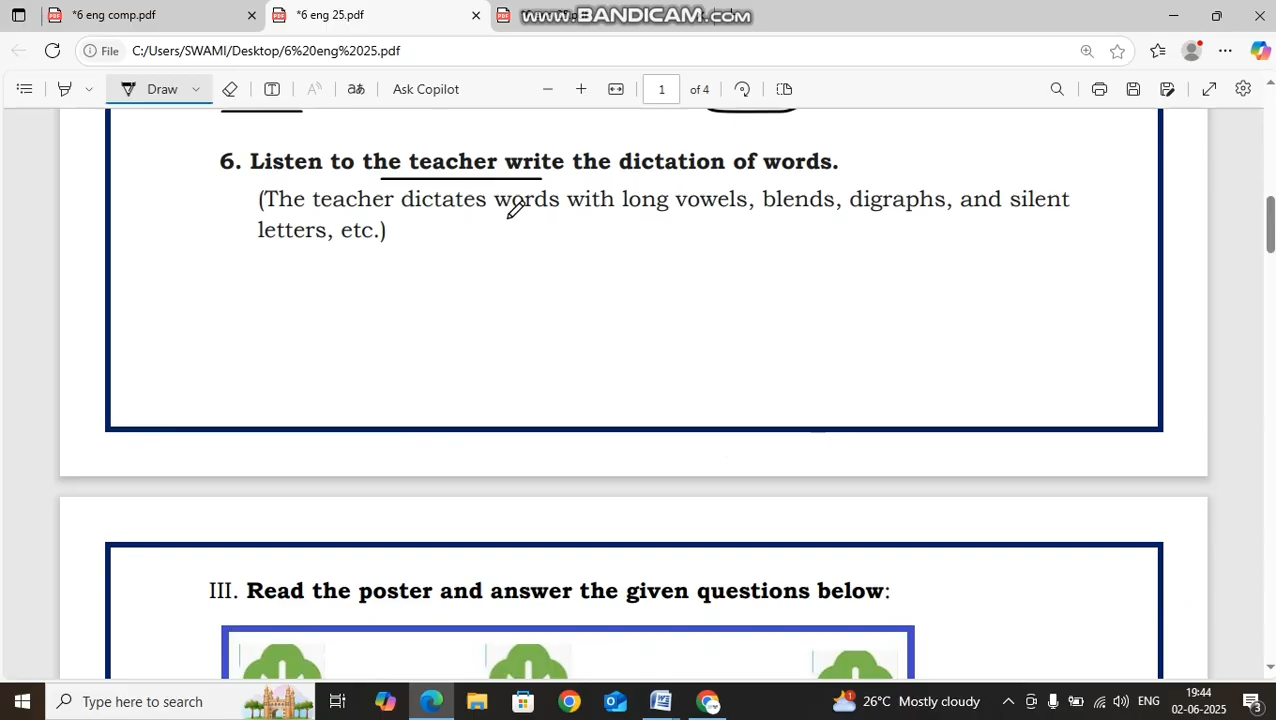 *6 eng comp.pdf
*6 eng 25.pdf
www.BANDICAM.com
File
C:/Users/SWAMI/Desktop/6%20eng%2025.pdf
Draw
Ask Copilot
1
of 4
6. Listen to the teacher write the dictation of words.
(The teacher dictates words with long vowels, blends, digraphs, and silent
letters, etc.)
III. Read the poster and answer the given questions below:
Type here to search
26°C Mostly cloudy
ENG
19:44
02-06-2025
3